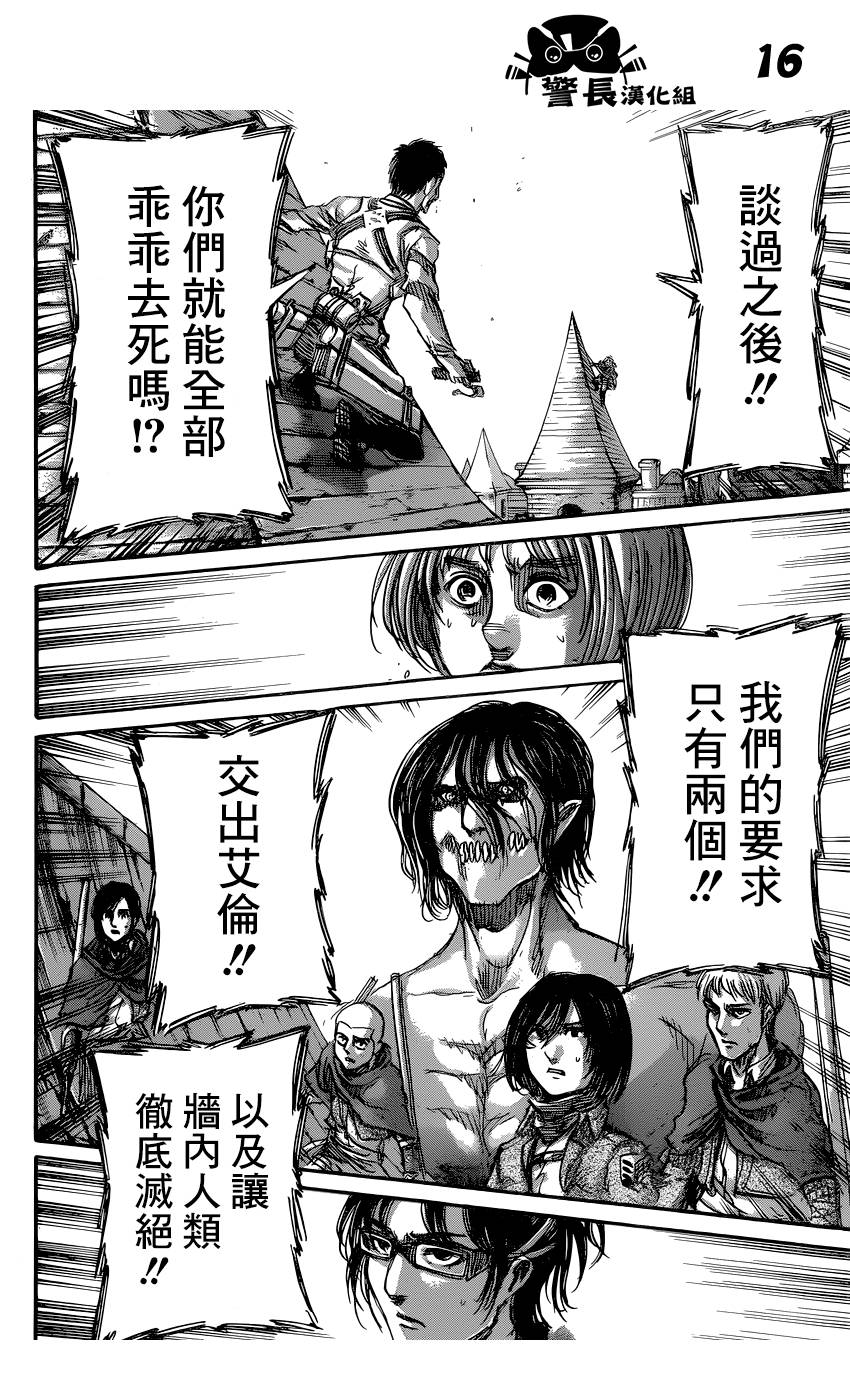 警長漢化組
16
談過之後!!
你們就能全部
乖乖去死嗎!?
我們的要求
只有兩個!!
交出艾倫!!
以及讓
牆內人類
徹底滅絕!!